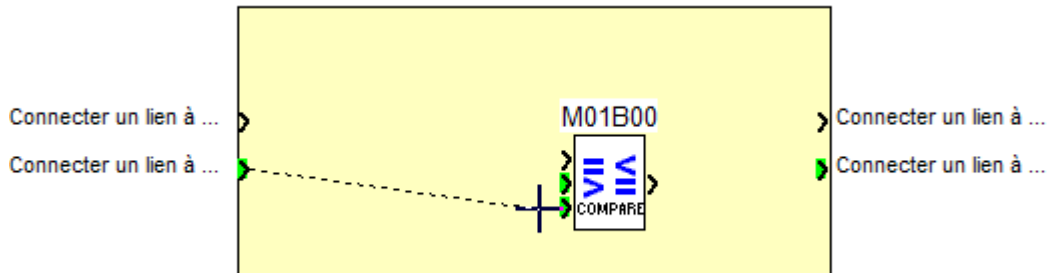 Connecter un lien à ...
M01B00
Connecter un lien à ...
Connecter un lien à ...
Connecter un lien à ...
COMPARE